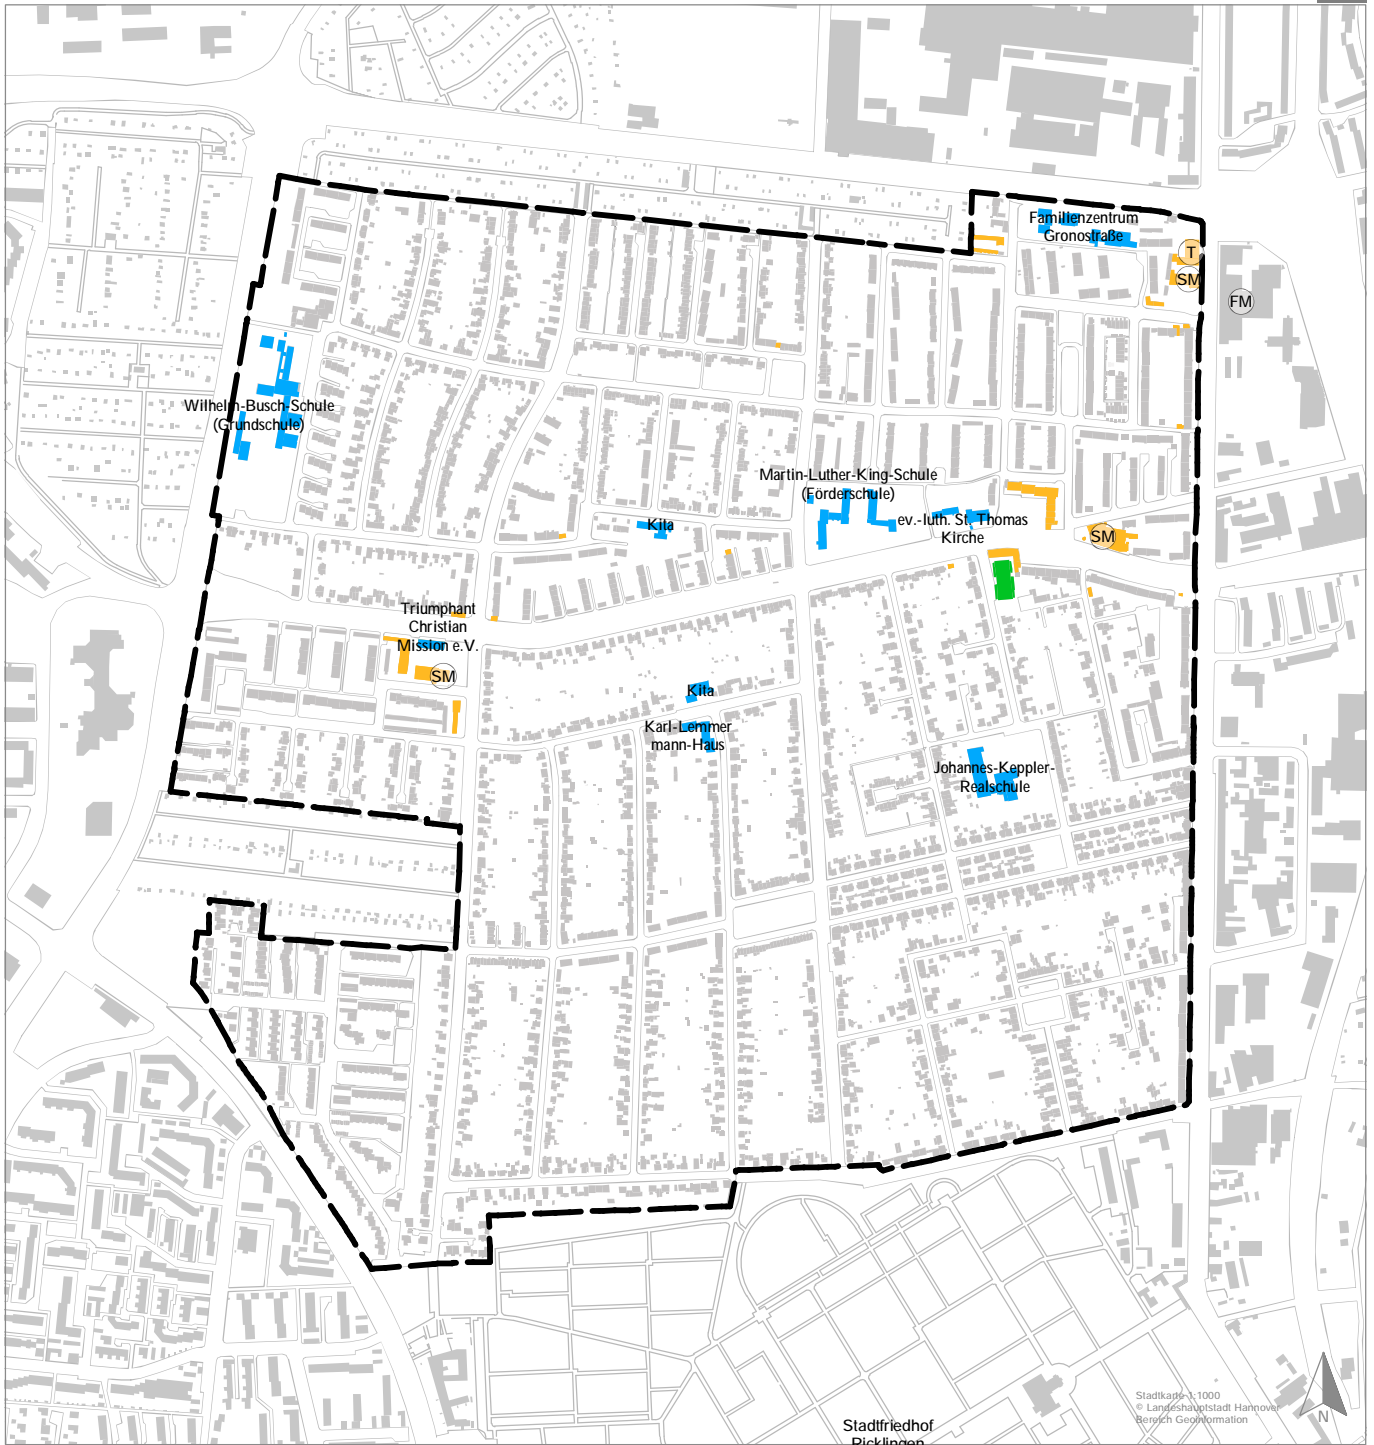 Familienzentrum
Gronostraße
T
SM
FM
Wilhelm-Busch-Schule
(Grundschule)
Martin-Luther-King-Schule
(Förderschule)
ev.-luth. St. Thomas
Kirche
Kita
SM
Triumphant
Christian
Mission e.V.
SM
Kita
Karl-Lemmer
mann-Haus
Johannes-Keppler-
Realschule
Stadtkarte 1:1000
© Landeshauptstadt Hannover
Bereich Geoinformation
N
Stadtfriedhof
Ricklingen